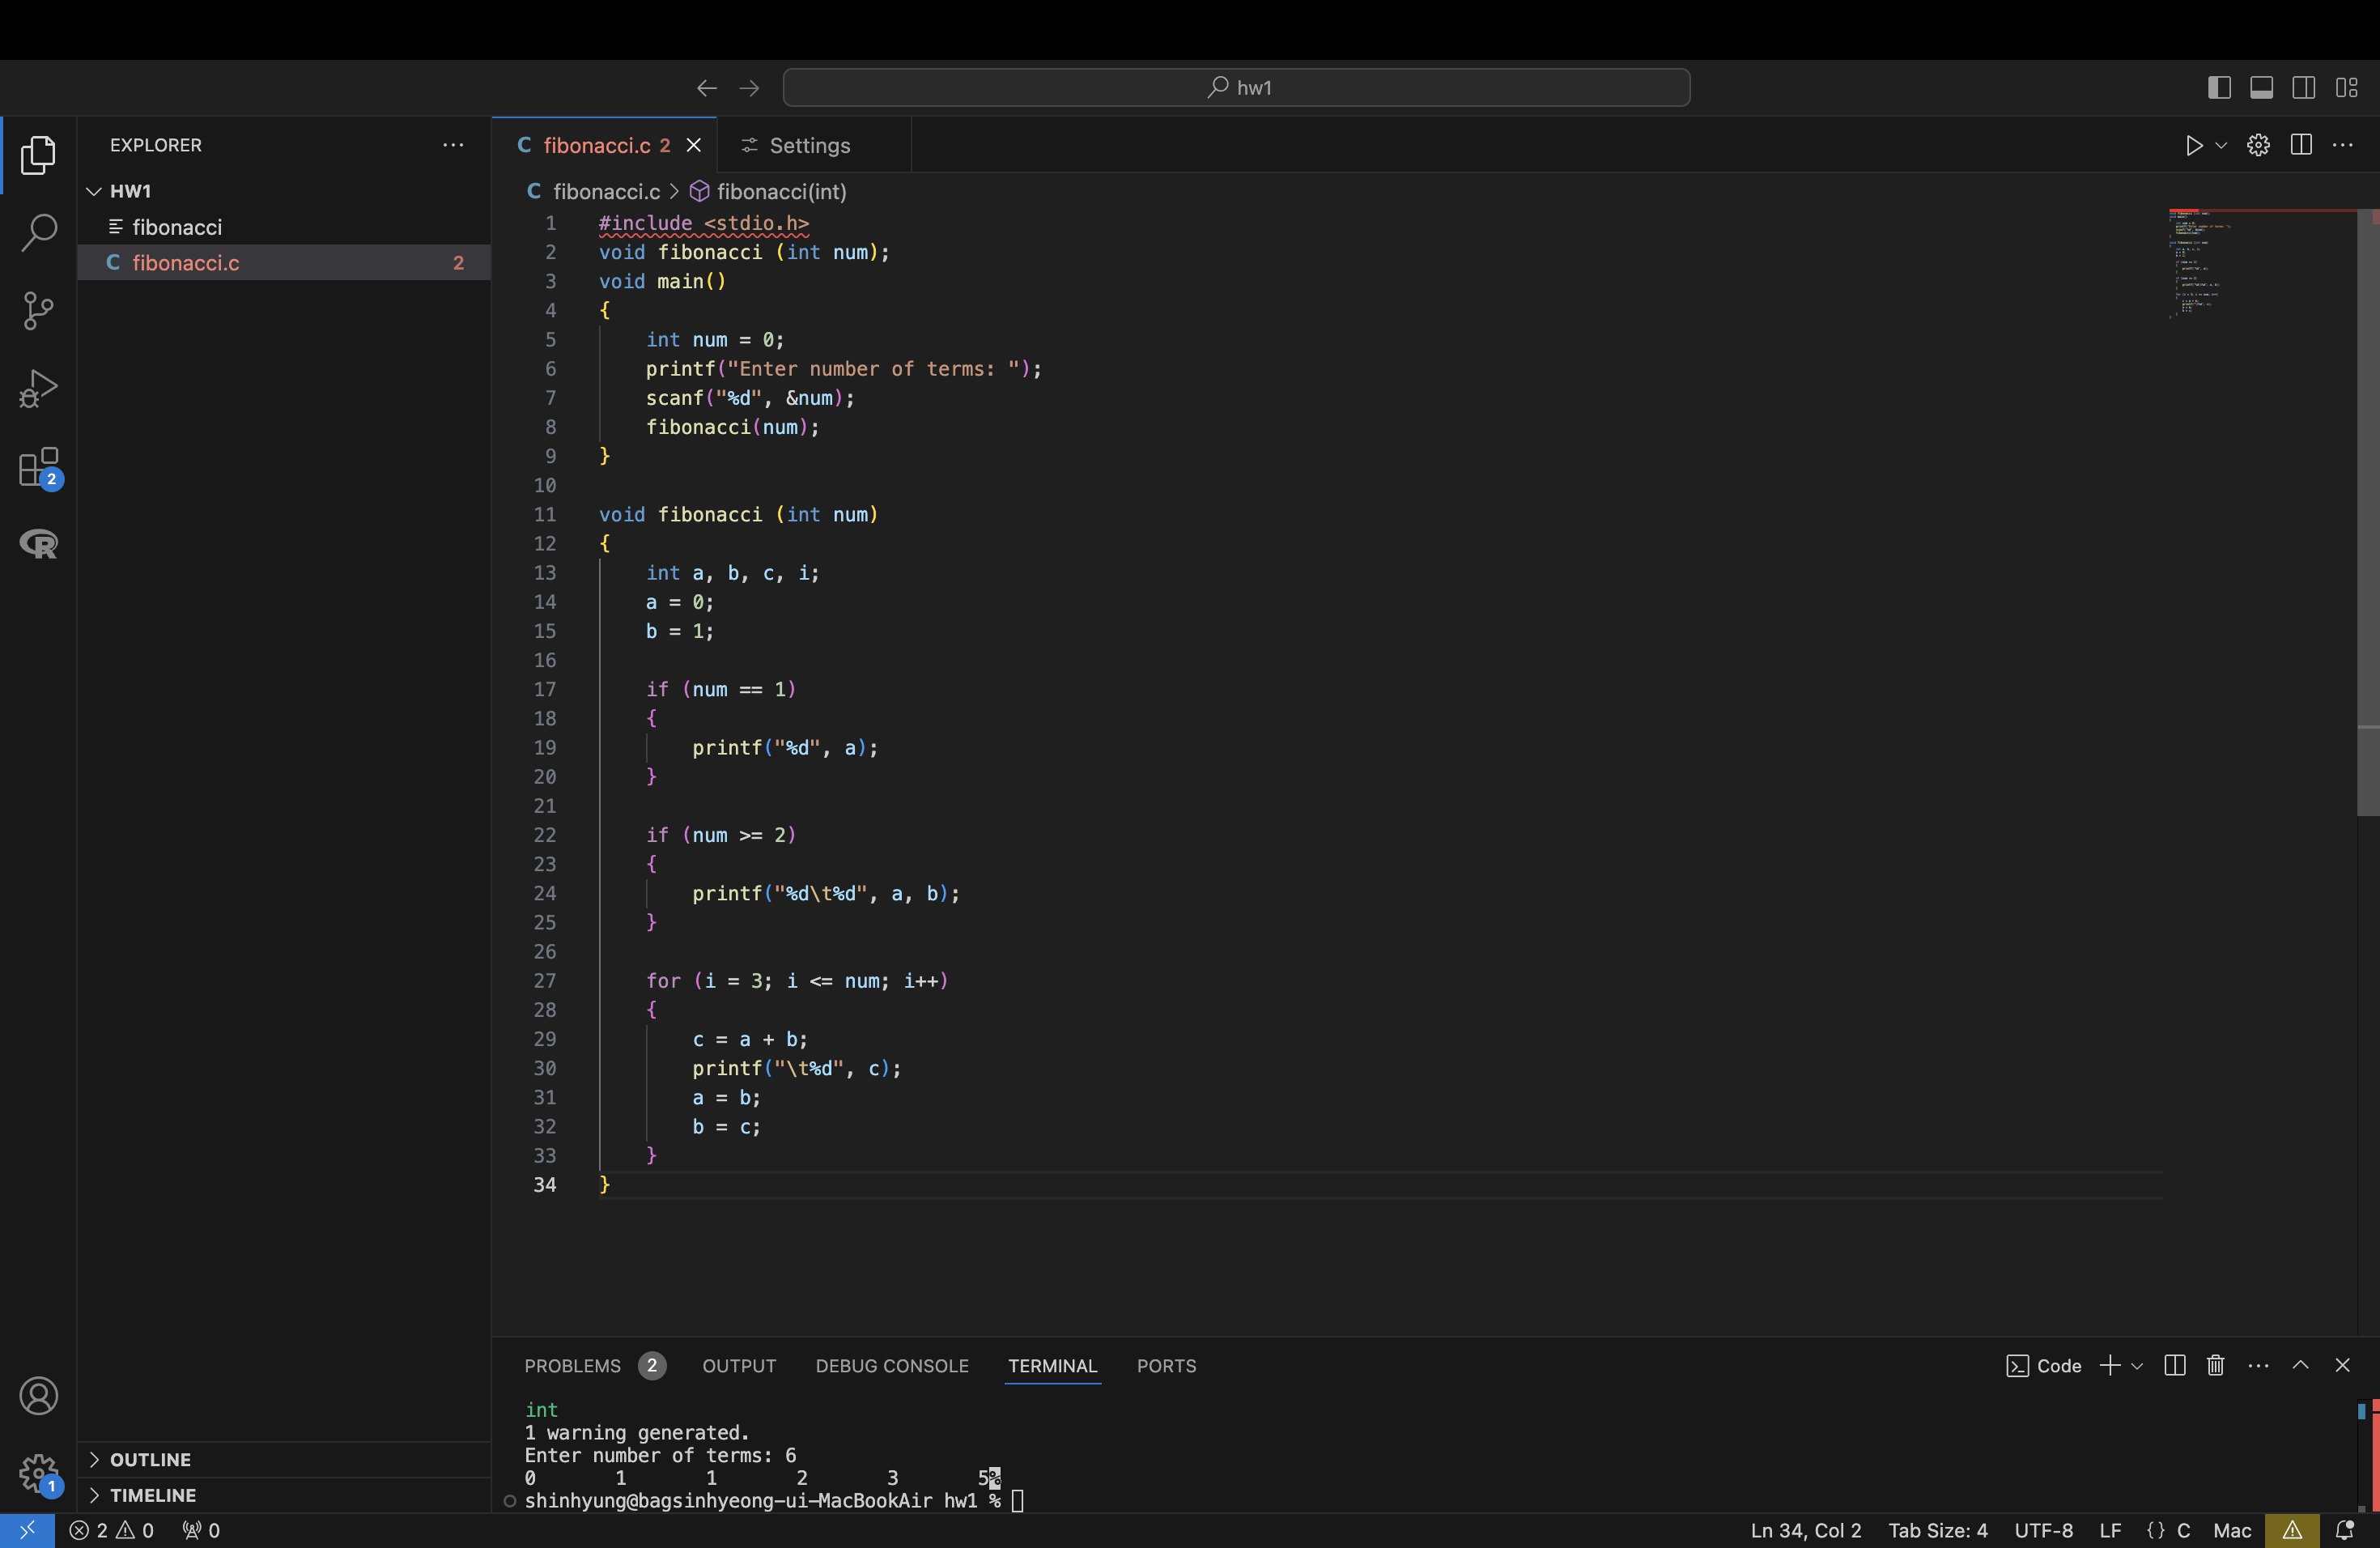 hw1
EXPLORER
HW1
fibonacci
C fibonacci.c 2
2
R
OUTLINE
TIMELINE
1
C fibonacci.c 2
Settings
C fibonacci.c > fibonacci(int)
1 #include <stdio.h>
2 void fibonacci (int num);
3 void main()
4 {
5     int num = 0;
6     printf("Enter number of terms: ");
7     scanf("%d", &num);
8     fibonacci(num);
9 }
10
11 void fibonacci (int num)
12 {
13     int a, b, c, i;
14     a = 0;
15     b = 1;
16
17     if (num == 1)
18     {
19         printf("%d", a);
20     }
21
22     if (num >= 2)
23     {
24         printf("%d\t%d", a, b);
25     }
26
27     for (i = 3; i <= num; i++)
28     {
29         c = a + b;
30         printf("\t%d", c);
31         a = b;
32         b = c;
33     }
34 }
PROBLEMS 2 OUTPUT DEBUG CONSOLE TERMINAL PORTS
Code
int
1 warning generated.
Enter number of terms: 6
0 1 1 2 3 5%
shinhyung@bagsinhyeong-ui-MacBookAir hw1 %
2 0 0
Ln 34, Col 2 Tab Size: 4 UTF-8 LF {} C Mac